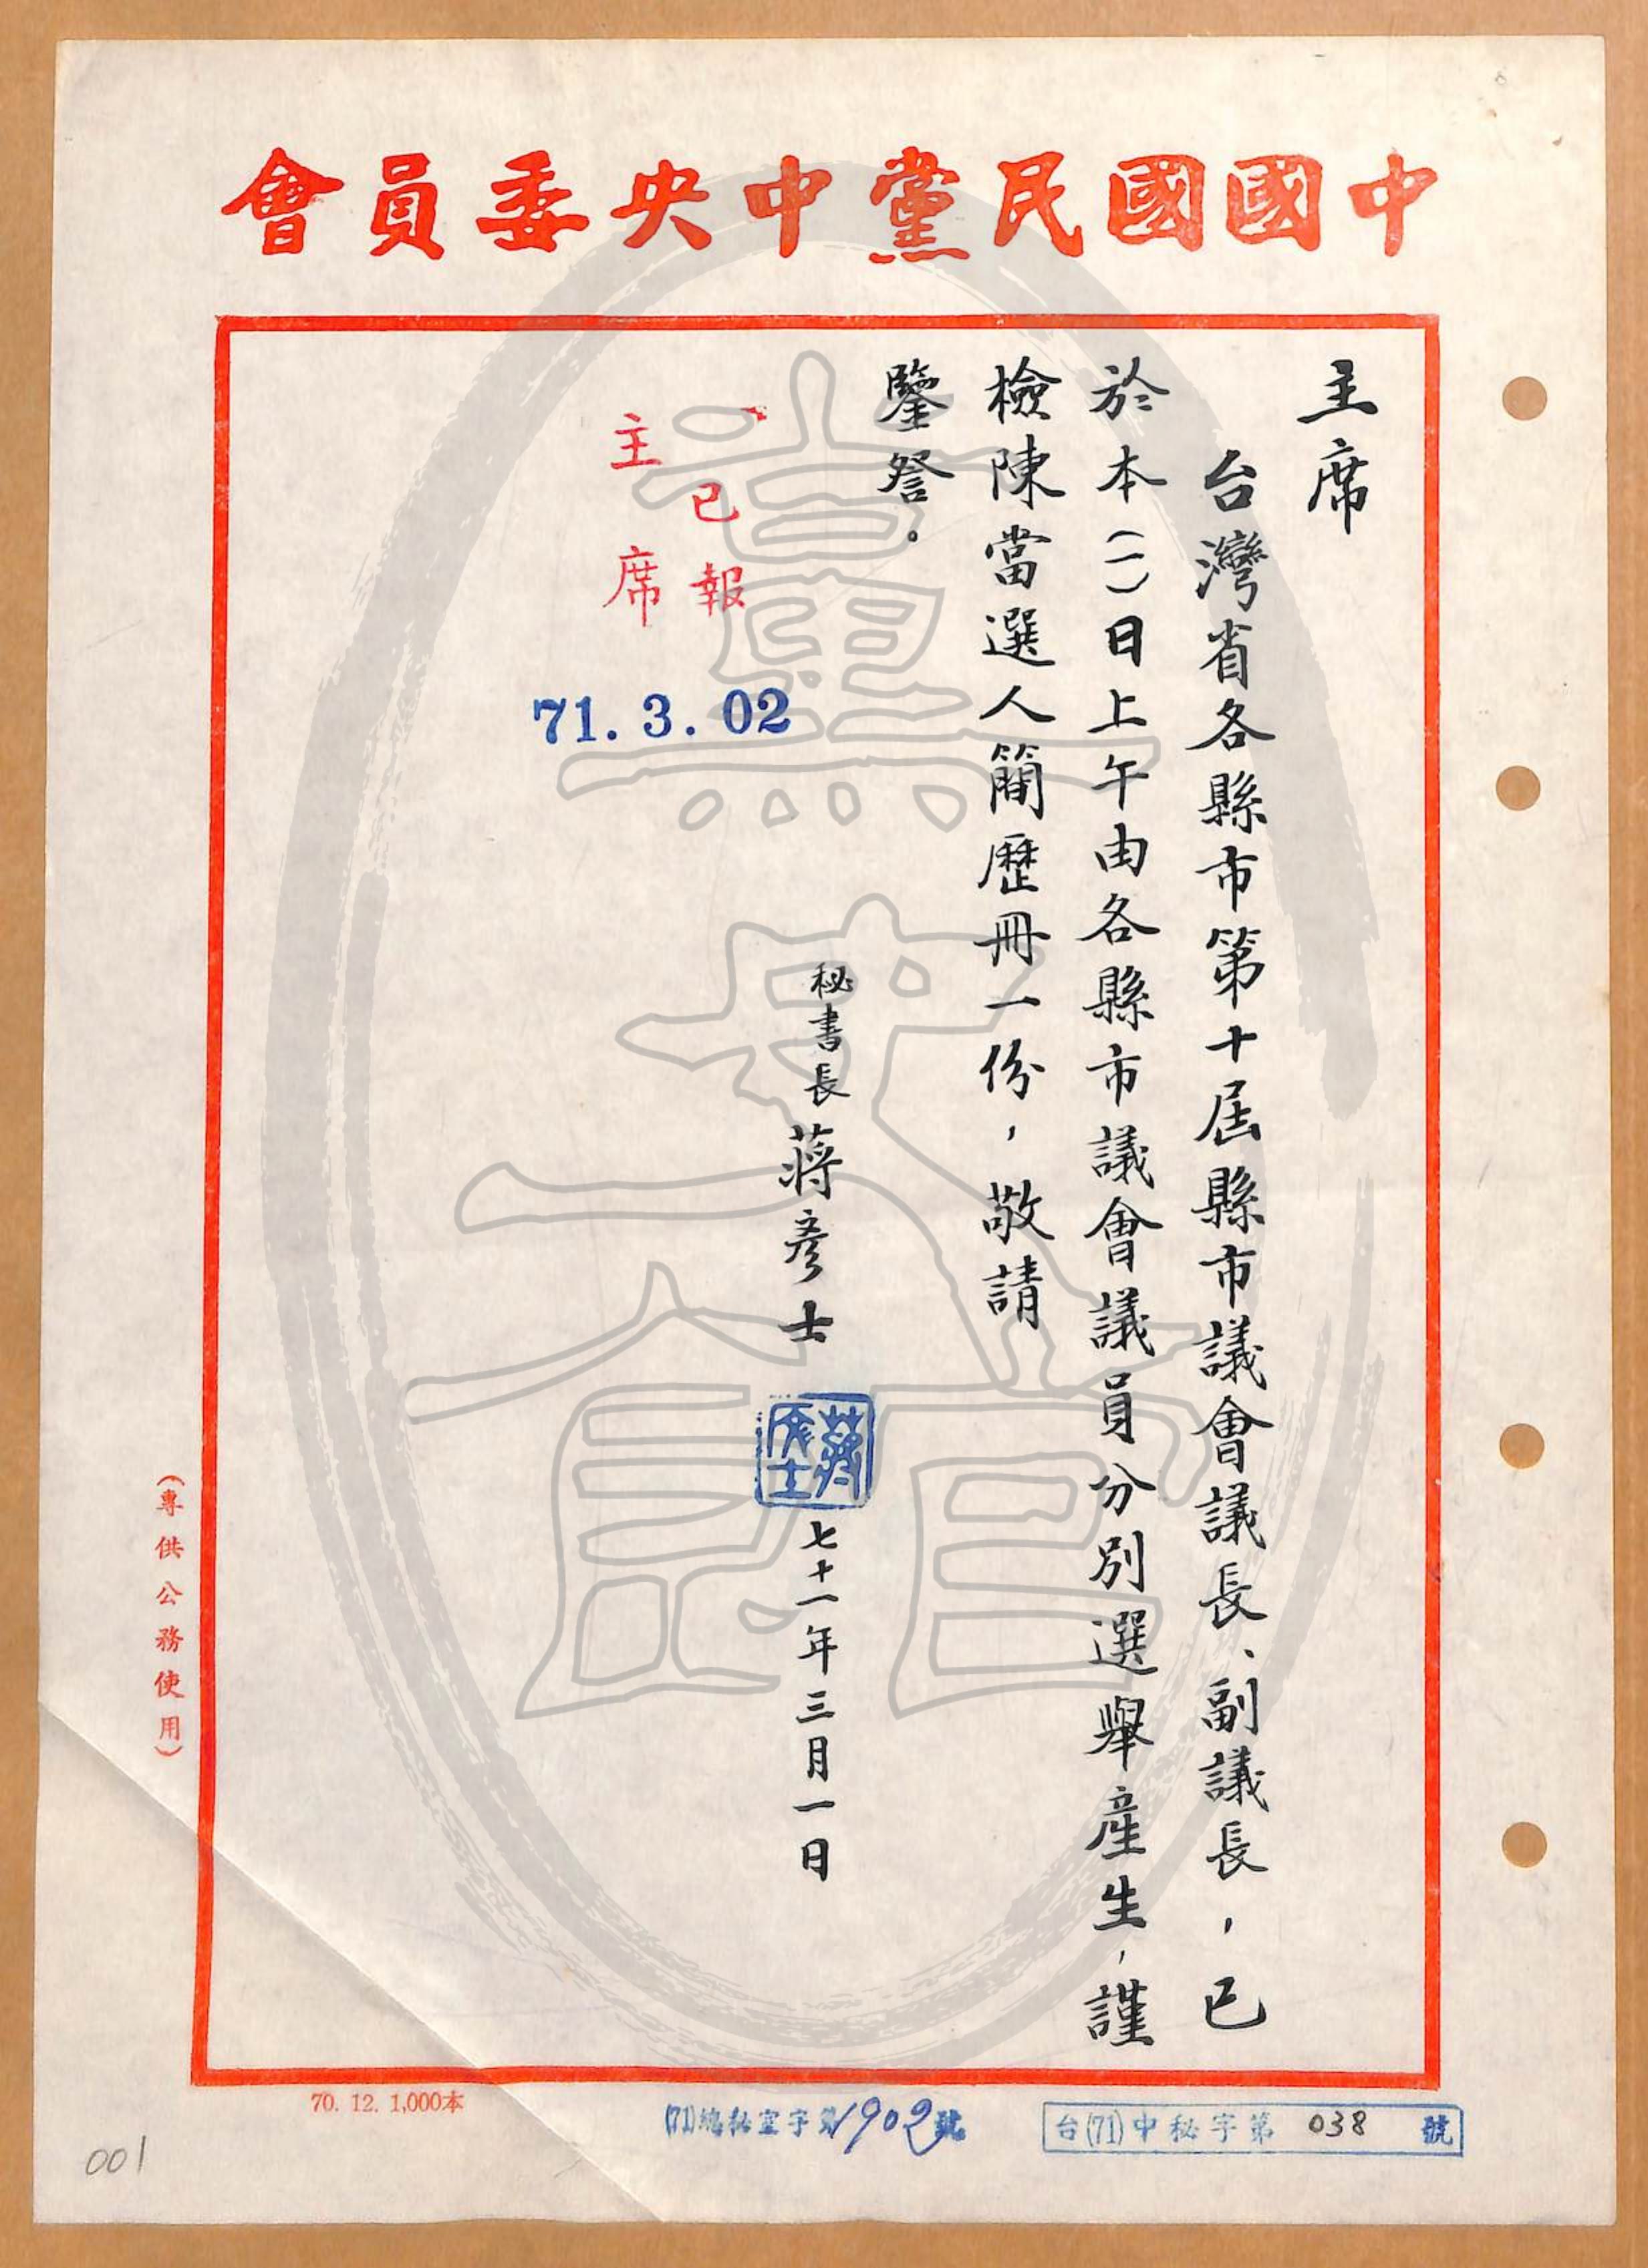 中國國民黨中央委員會
主席
台灣省各縣市第十屆縣市議會議長、副議長，已
於本(一)日上午由各縣市議會議員分別選舉產生，謹
檢陳當選人簡歷冊一份，敬請
鑒詧。
秘書長 蔣彥士 蔣彥士 七十一年三月一日
一、已報
主席
71. 3. 02
(專供公務使用)
70. 12. 1,000本
(71)總秘室字第1902號
台(71)中秘字第 038 號
001
黨史館